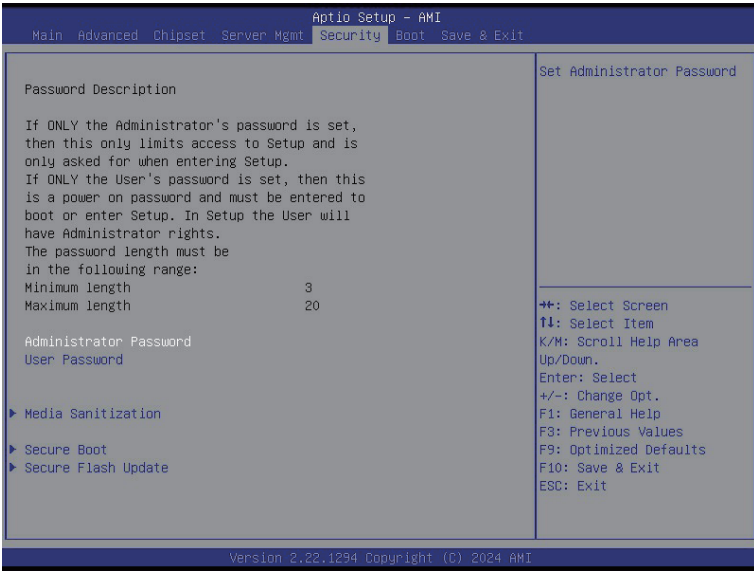 Aptio Setup – AMI
Main Advanced Chipset Server Mgmt Security Boot Save & Exit
Password Description
If ONLY the Administrator's password is set,
then this only limits access to Setup and is
only asked for when entering Setup.
If ONLY the User's password is set, then this
is a power on password and must be entered to
boot or enter Setup. In Setup the User will
have Administrator rights.
The password length must be
in the following range:
Minimum length 3
Maximum length 20
Administrator Password
User Password
Media Sanitization
Secure Boot
Secure Flash Update
Set Administrator Password
→←: Select Screen
↑↓: Select Item
K/M: Scroll Help Area
Up/Down.
Enter: Select
+/-: Change Opt.
F1: General Help
F3: Previous Values
F9: Optimized Defaults
F10: Save & Exit
ESC: Exit
Version 2.22.1294 Copyright (C) 2024 AMI